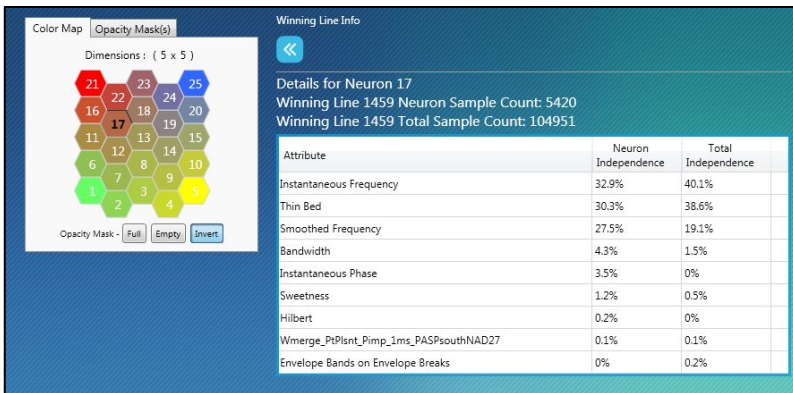 Color Map Opacity Mask(s)
Dimensions : ( 5 x 5 )
21 23 25
22 24
16 18 20
17 19
11 13 15
12 14
6 8 10
7 9
1 3 5
2 4
Opacity Mask - Full Empty Invert
Winning Line Info
Details for Neuron 17
Winning Line 1459 Neuron Sample Count: 5420
Winning Line 1459 Total Sample Count: 104951
Attribute Neuron Independence Total Independence
Instantaneous Frequency 32.9% 40.1%
Thin Bed 30.3% 38.6%
Smoothed Frequency 27.5% 19.1%
Bandwidth 4.3% 1.5%
Instantaneous Phase 3.5% 0%
Sweetness 1.2% 0.5%
Hilbert 0.2% 0%
Wmerge_PtPlsnt_Pimp_1ms_PASPsouthNAD27 0.1% 0.1%
Envelope Bands on Envelope Breaks 0% 0.2%